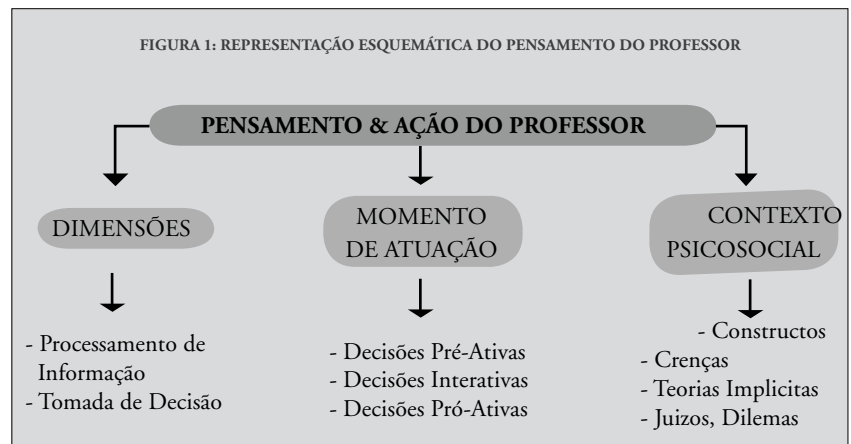 FIGURA 1: REPRESENTAÇÃO ESQUEMÁTICA DO PENSAMENTO DO PROFESSOR
PENSAMENTO & AÇÃO DO PROFESSOR
DIMENSÕES
MOMENTO
DE ATUAÇÃO
CONTEXTO
PSICOSOCIAL
- Processamento de
Informação
- Tomada de Decisão
- Decisões Pré-Ativas
- Decisões Interativas
- Decisões Pró-Ativas
- Constructos
- Crenças
- Teorias Implicitas
- Juizos, Dilemas